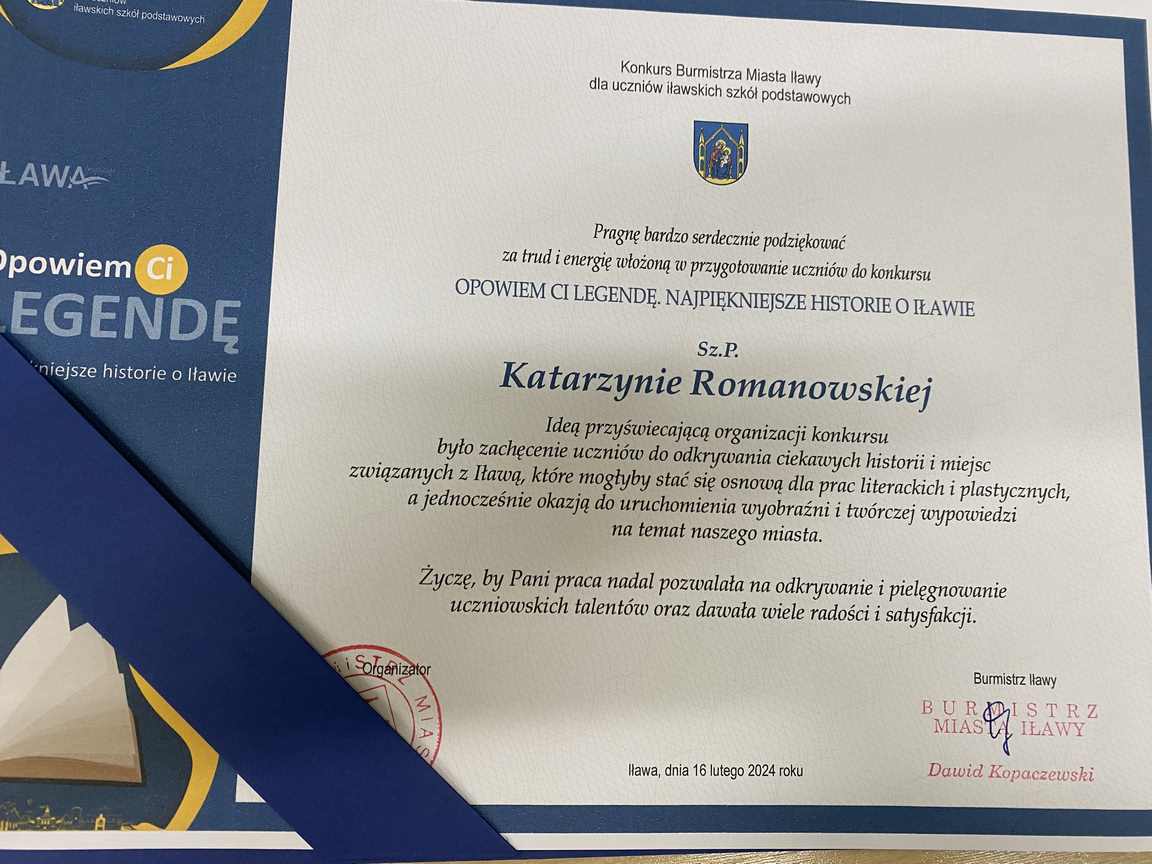 iławskich szkół podstawowych
ŁAWA
Opowiem Ci
LEGENDĘ
historie o Iławie
Konkurs Burmistrza Miasta Iławy
dla uczniów iławskich szkół podstawowych
Pragnę bardzo serdecznie podziękować
za trud i energię włożoną w przygotowanie uczniów do konkursu
OPOWIEM CI LEGENDĘ. NAJPIĘKNIEJSZE HISTORIE O IŁAWIE
Sz.P.
Katarzynie Romanowskiej
Ideą przyświecającą organizacji konkursu
było zachęcenie uczniów do odkrywania ciekawych historii i miejsc
związanych z Iławą, które mogłyby stać się osnową dla prac literackich i plastycznych,
a jednocześnie okazją do uruchomienia wyobraźni i twórczej wypowiedzi
na temat naszego miasta.
Życzę, by Pani praca nadal pozwalała na odkrywanie i pielęgnowanie
uczniowskich talentów oraz dawała wiele radości i satysfakcji.
Organizator
Burmistrz Iławy
BURMISTRZ
MIASTA IŁAWY
Dawid Kopaczewski
Iława, dnia 16 lutego 2024 roku